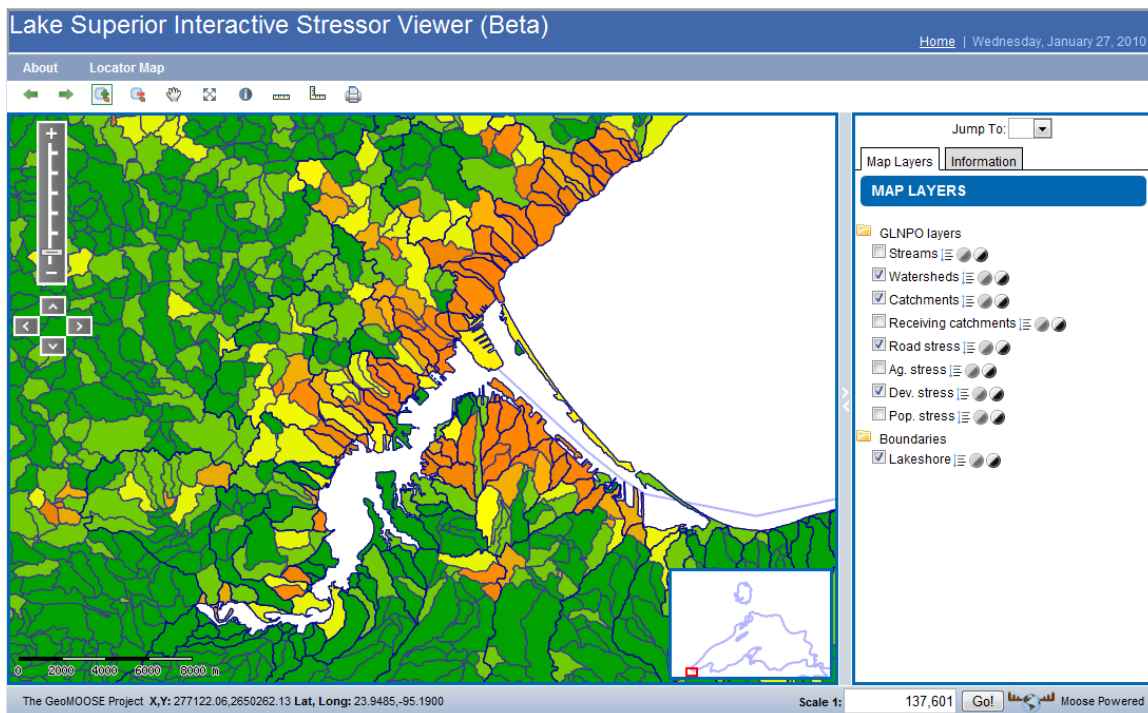 Lake Superior Interactive Stressor Viewer (Beta)
Home | Wednesday, January 27, 2010
About Locator Map
Jump To:
Map Layers Information
MAP LAYERS
GLNPO layers
Streams
Watersheds
Catchments
Receiving catchments
Road stress
Ag. stress
Dev. stress
Pop. stress
Boundaries
Lakeshore
0 2000 4000 6000 8000 m
The GeoMOOSE Project X,Y: 277122.06,2650262.13 Lat, Long: 23.9485,-95.1900
Scale 1: 137,601 Go! Moose Powered